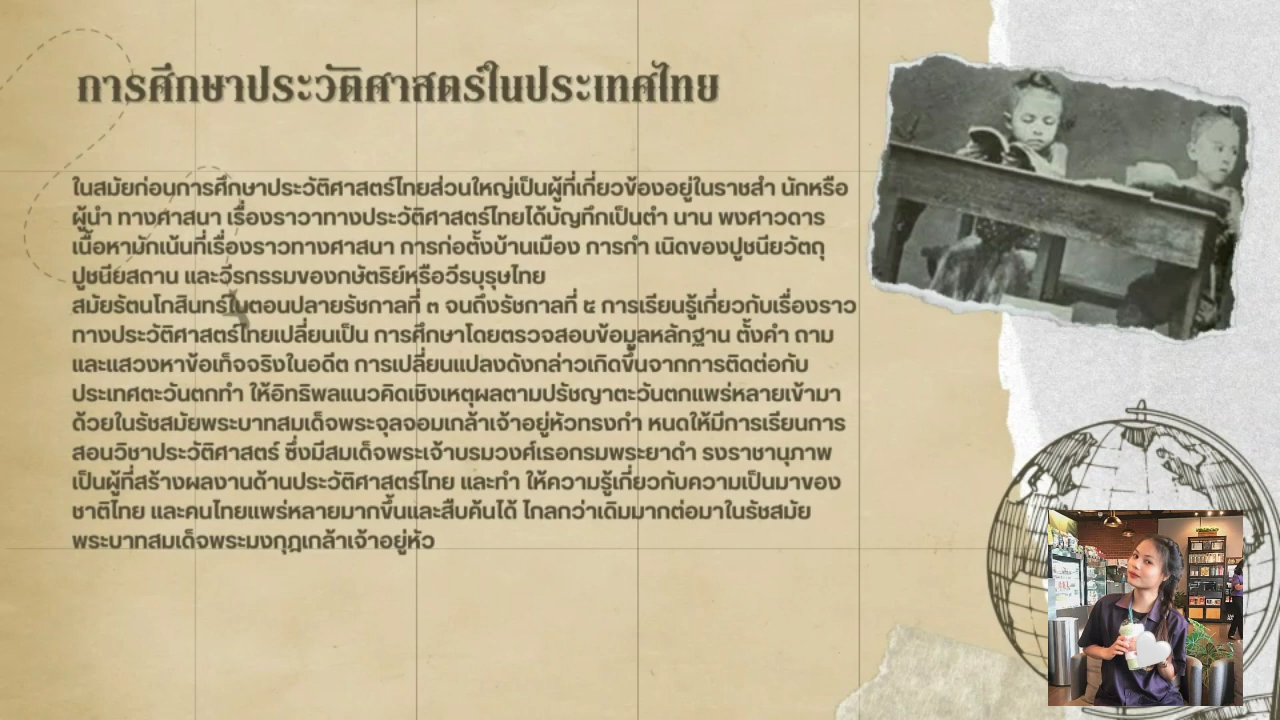 การศึกษาประวัติศาสตร์ในประเทศไทย
ในสมัยก่อนการศึกษาประวัติศาสตร์ไทยส่วนใหญ่เป็นผู้ที่เกี่ยวข้องอยู่ในราชสำ นักหรือ
ผู้นำ ทางศาสนา เรื่องราวาทางประวัติศาสตร์ไทยได้บัญทึกเป็นตำ นาน พงศาวดาร
เนื้อหามักเน้นที่เรื่องราวทางศาสนา การก่อตั้งบ้านเมือง การกำ เนิดของปูชนียวัตถุ
ปูชนียสถาน และวีรกรรมของกษัตริย์หรือวีรบุรุษไทย
สมัยรัตนโกสินทร์ในตอนปลายรัชกาลที่ ๓ จนถึงรัชกาลที่ ๕ การเรียนรู้เกี่ยวกับเรื่องราว
ทางประวัติศาสตร์ไทยเปลี่ยนเป็น การศึกษาโดยตรวจสอบข้อมูลหลักฐาน ตั้งคำ ถาม
และแสวงหาข้อเท็จจริงในอดีต การเปลี่ยนแปลงดังกล่าวเกิดขึ้นจากการติดต่อกับ
ประเทศตะวันตกทำ ให้อิทธิพลแนวคิดเชิงเหตุผลตามปรัชญาตะวันตกแพร่หลายเข้ามา
ด้วยในรัชสมัยพระบาทสมเด็จพระจุลจอมเกล้าเจ้าอยู่หัวทรงกำ หนดให้มีการเรียนการ
สอนวิชาประวัติศาสตร์ ซึ่งมีสมเด็จพระเจ้าบรมวงศ์เธอกรมพระยาดำ รงราชานุภาพ
เป็นผู้ที่สร้างผลงานด้านประวัติศาสตร์ไทย และทำ ให้ความรู้เกี่ยวกับความเป็นมาของ
ชาติไทย และคนไทยแพร่หลายมากขึ้นและสืบค้นได้ ไกลกว่าเดิมมากต่อมาในรัชสมัย
พระบาทสมเด็จพระมงกุฎเกล้าเจ้าอยู่หัว